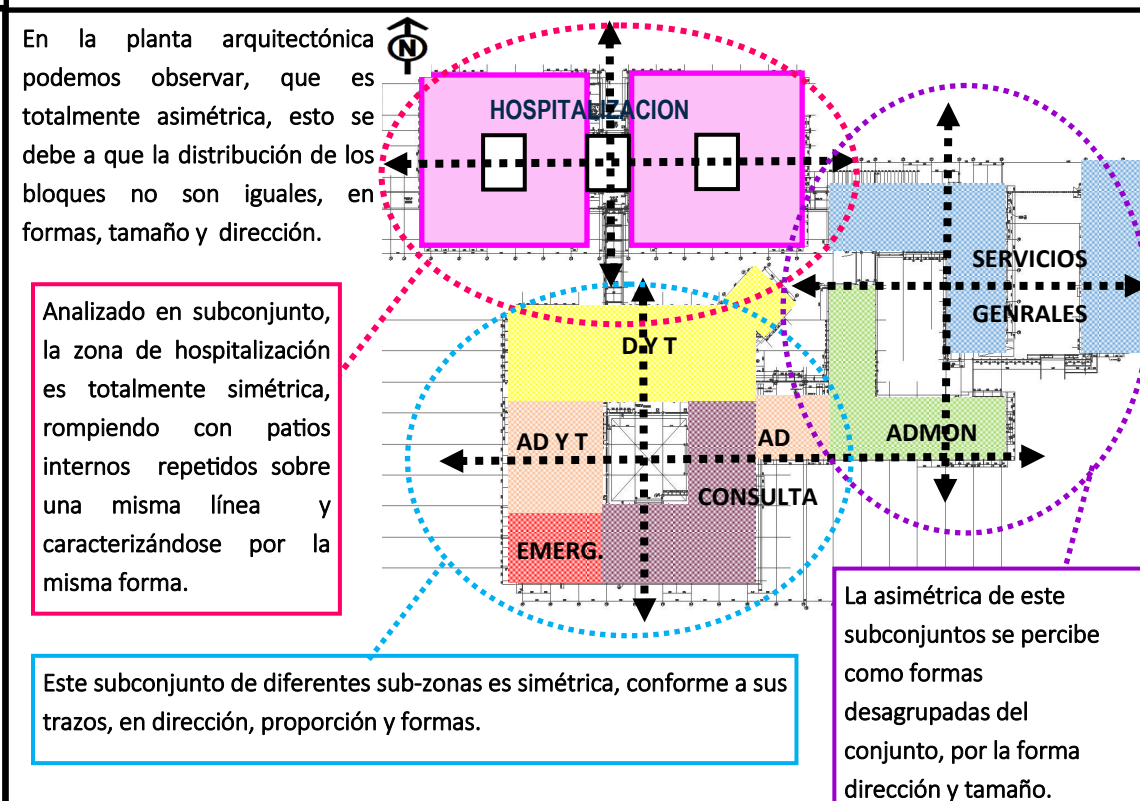 En la planta arquitectónica
podemos observar, que es
totalmente asimétrica, esto se
debe a que la distribución de los
bloques no son iguales, en
formas, tamaño y dirección.
N
HOSPITALIZACION
SERVICIOS
GENRALES
Analizado en subconjunto,
la zona de hospitalización
es totalmente simétrica,
rompiendo con patios
internos repetidos sobre
una misma línea y
caracterizándose por la
misma forma.
D Y T
AD Y T
AD
ADMON
CONSULTA
EMERG.
Este subconjunto de diferentes sub-zonas es simétrica, conforme a sus
trazos, en dirección, proporción y formas.
La asimétrica de este
subconjuntos se percibe
como formas
desagrupadas del
conjunto, por la forma
dirección y tamaño.